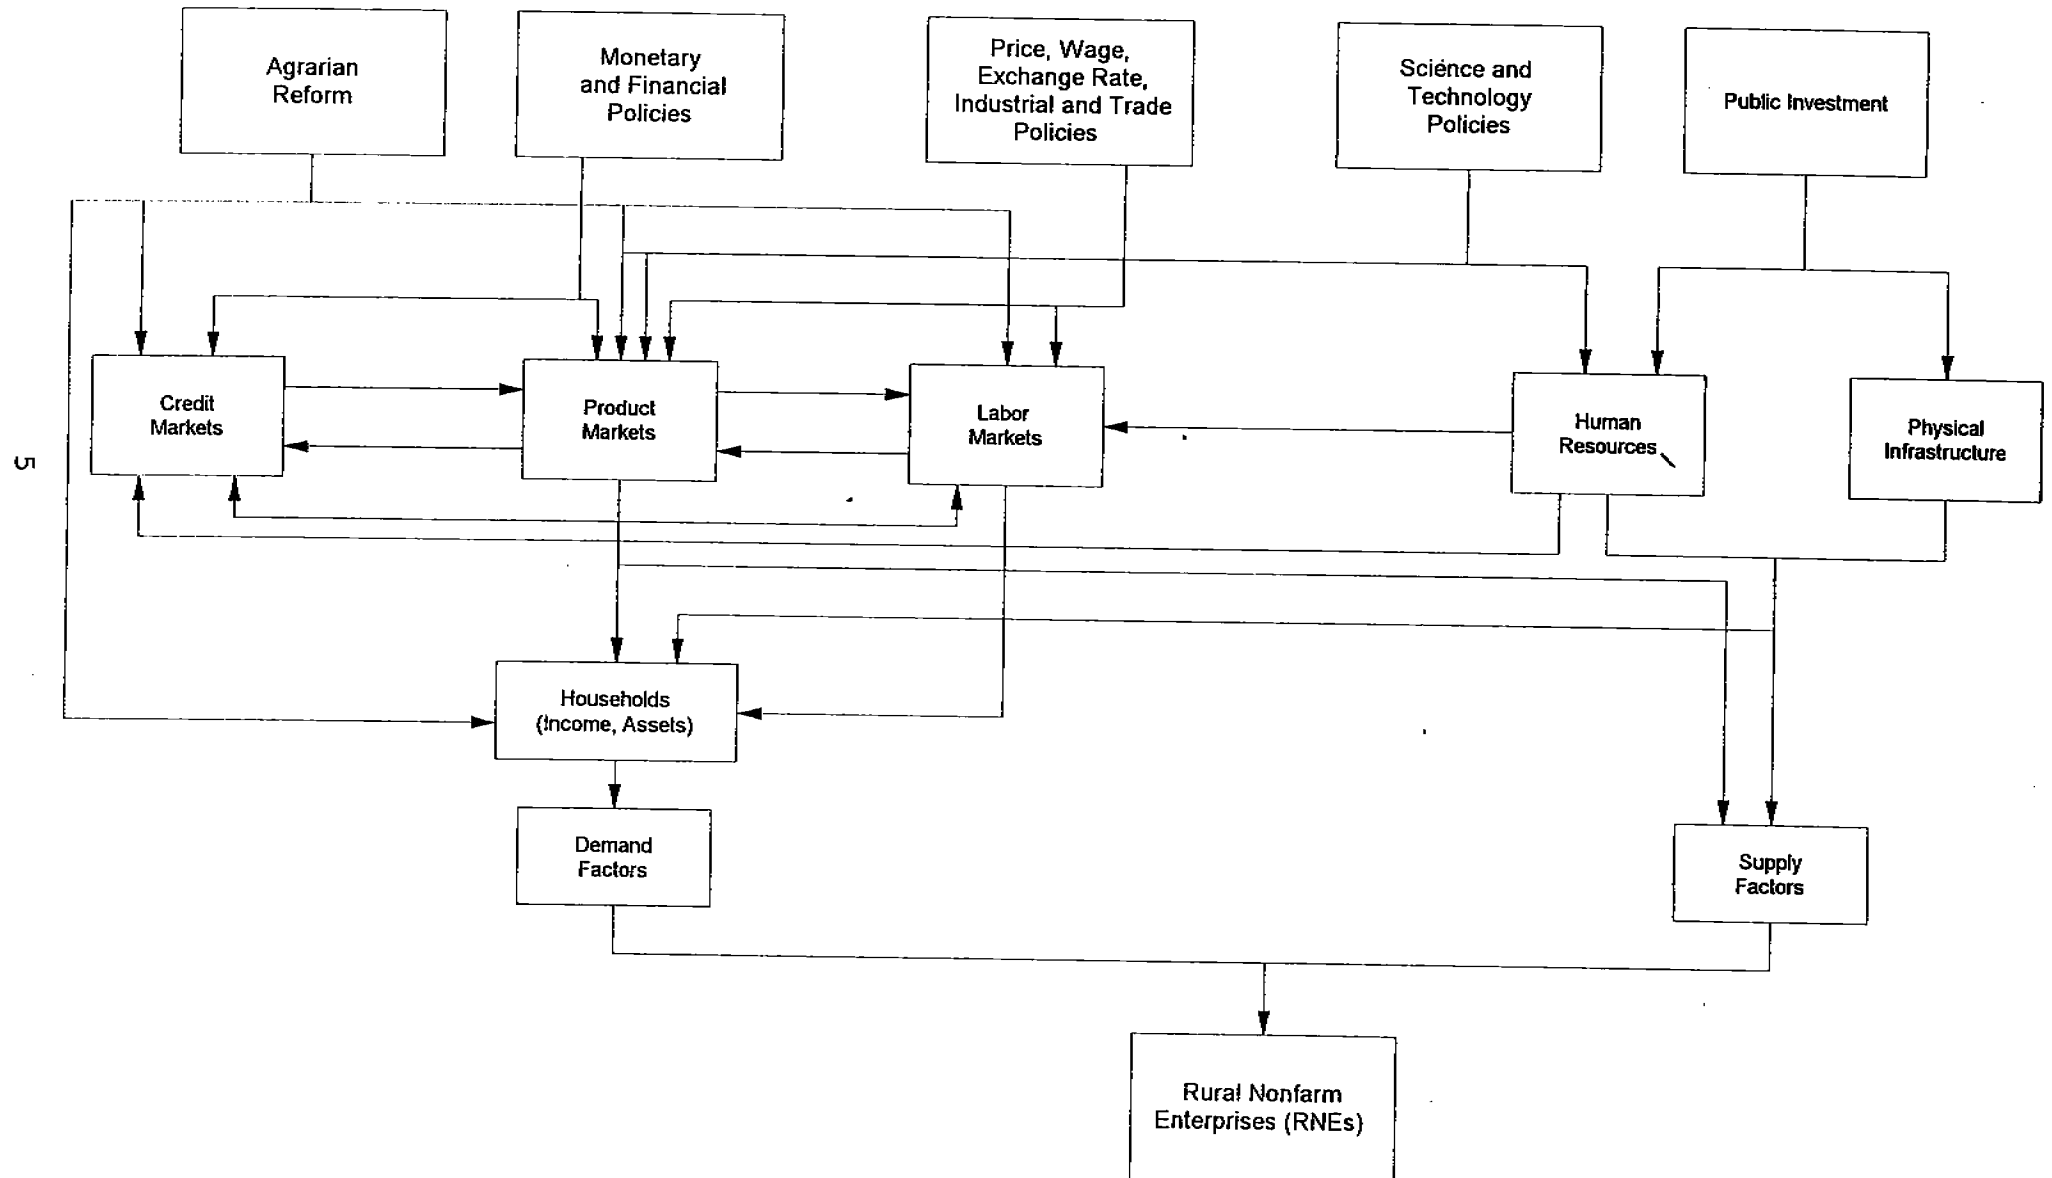 Agrarian
Reform
Monetary
and Financial
Policies
Price, Wage,
Exchange Rate,
Industrial and Trade
Policies
Science and
Technology
Policies
Public Investment
Credit
Markets
Product
Markets
Labor
Markets
Human
Resources
Physical
Infrastructure
5
Households
(Income, Assets)
Demand
Factors
Supply
Factors
Rural Nonfarm
Enterprises (RNEs)